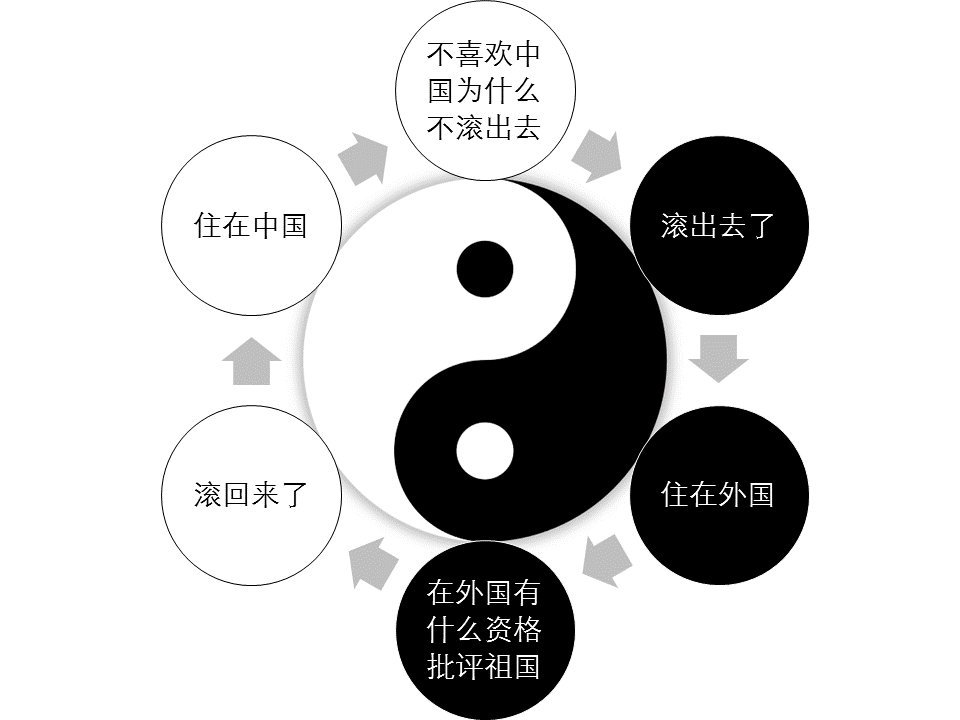 不喜欢中
国为什么
不滚出去
滚出去了
住在外国
在外国有
什么资格
批评祖国
滚回来了
住在中国